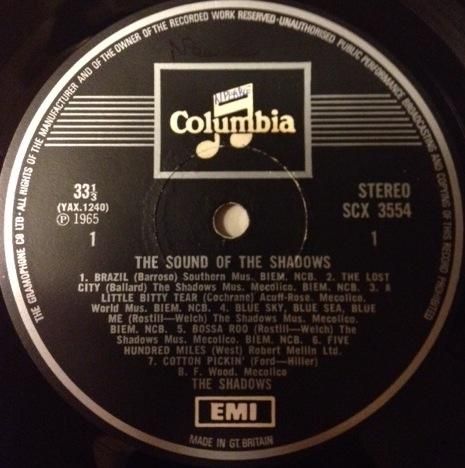 THE GRAMOPHONE CO LTD · ALL RIGHTS OF THE MANUFACTURER AND OF THE OWNER OF THE RECORDED WORK RESERVED · UNAUTHORISED PUBLIC PERFORMANCE BROADCASTING AND COPYING OF THIS RECORD PROHIBITED
Columbia
33⅓
(YAX.1240)
℗ 1965
1
STEREO
SCX 3554
1
THE SOUND OF THE SHADOWS
1. BRAZIL (Barroso) Southern Mus. BIEM. NCB. 2. THE LOST
CITY (Ballard) The Shadows Mus. Mecolico. BIEM. NCB. 3. A
LITTLE BITTY TEAR (Cochrane) Acuff-Rose. Mecolico.
World Mus. BIEM. NCB. 4. BLUE SKY, BLUE SEA, BLUE
ME (Rostill—Welch) The Shadows Mus. Mecolico.
BIEM. NCB. 5. BOSSA ROO (Rostill—Welch) The
Shadows Mus. Mecolico. BIEM. NCB. 6. FIVE
HUNDRED MILES (West) Robert Mellin Ltd.
7. COTTON PICKIN' (Ford—Hiller)
B. F. Wood. Mecolico
THE SHADOWS
EMI
MADE IN GT. BRITAIN